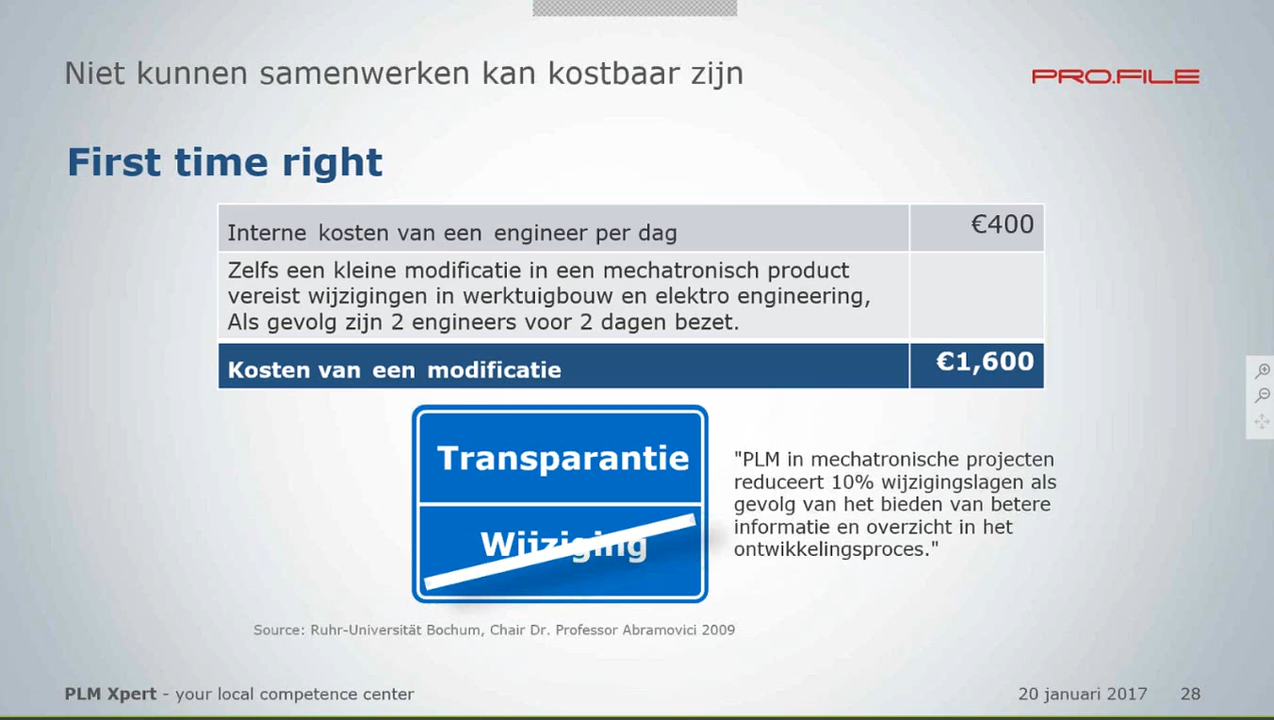 Niet kunnen samenwerken kan kostbaar zijn
PRO.FILE
First time right
Interne kosten van een engineer per dag
€400
Zelfs een kleine modificatie in een mechatronisch product
vereist wijzigingen in werktuigbouw en elektro engineering,
Als gevolg zijn 2 engineers voor 2 dagen bezet.
Kosten van een modificatie
€1,600
Transparantie
Wijziging
"PLM in mechatronische projecten
reduceert 10% wijzigingslagen als
gevolg van het bieden van betere
informatie en overzicht in het
ontwikkelingsproces."
Source: Ruhr-Universität Bochum, Chair Dr. Professor Abramovici 2009
PLM Xpert - your local competence center
20 januari 2017
28